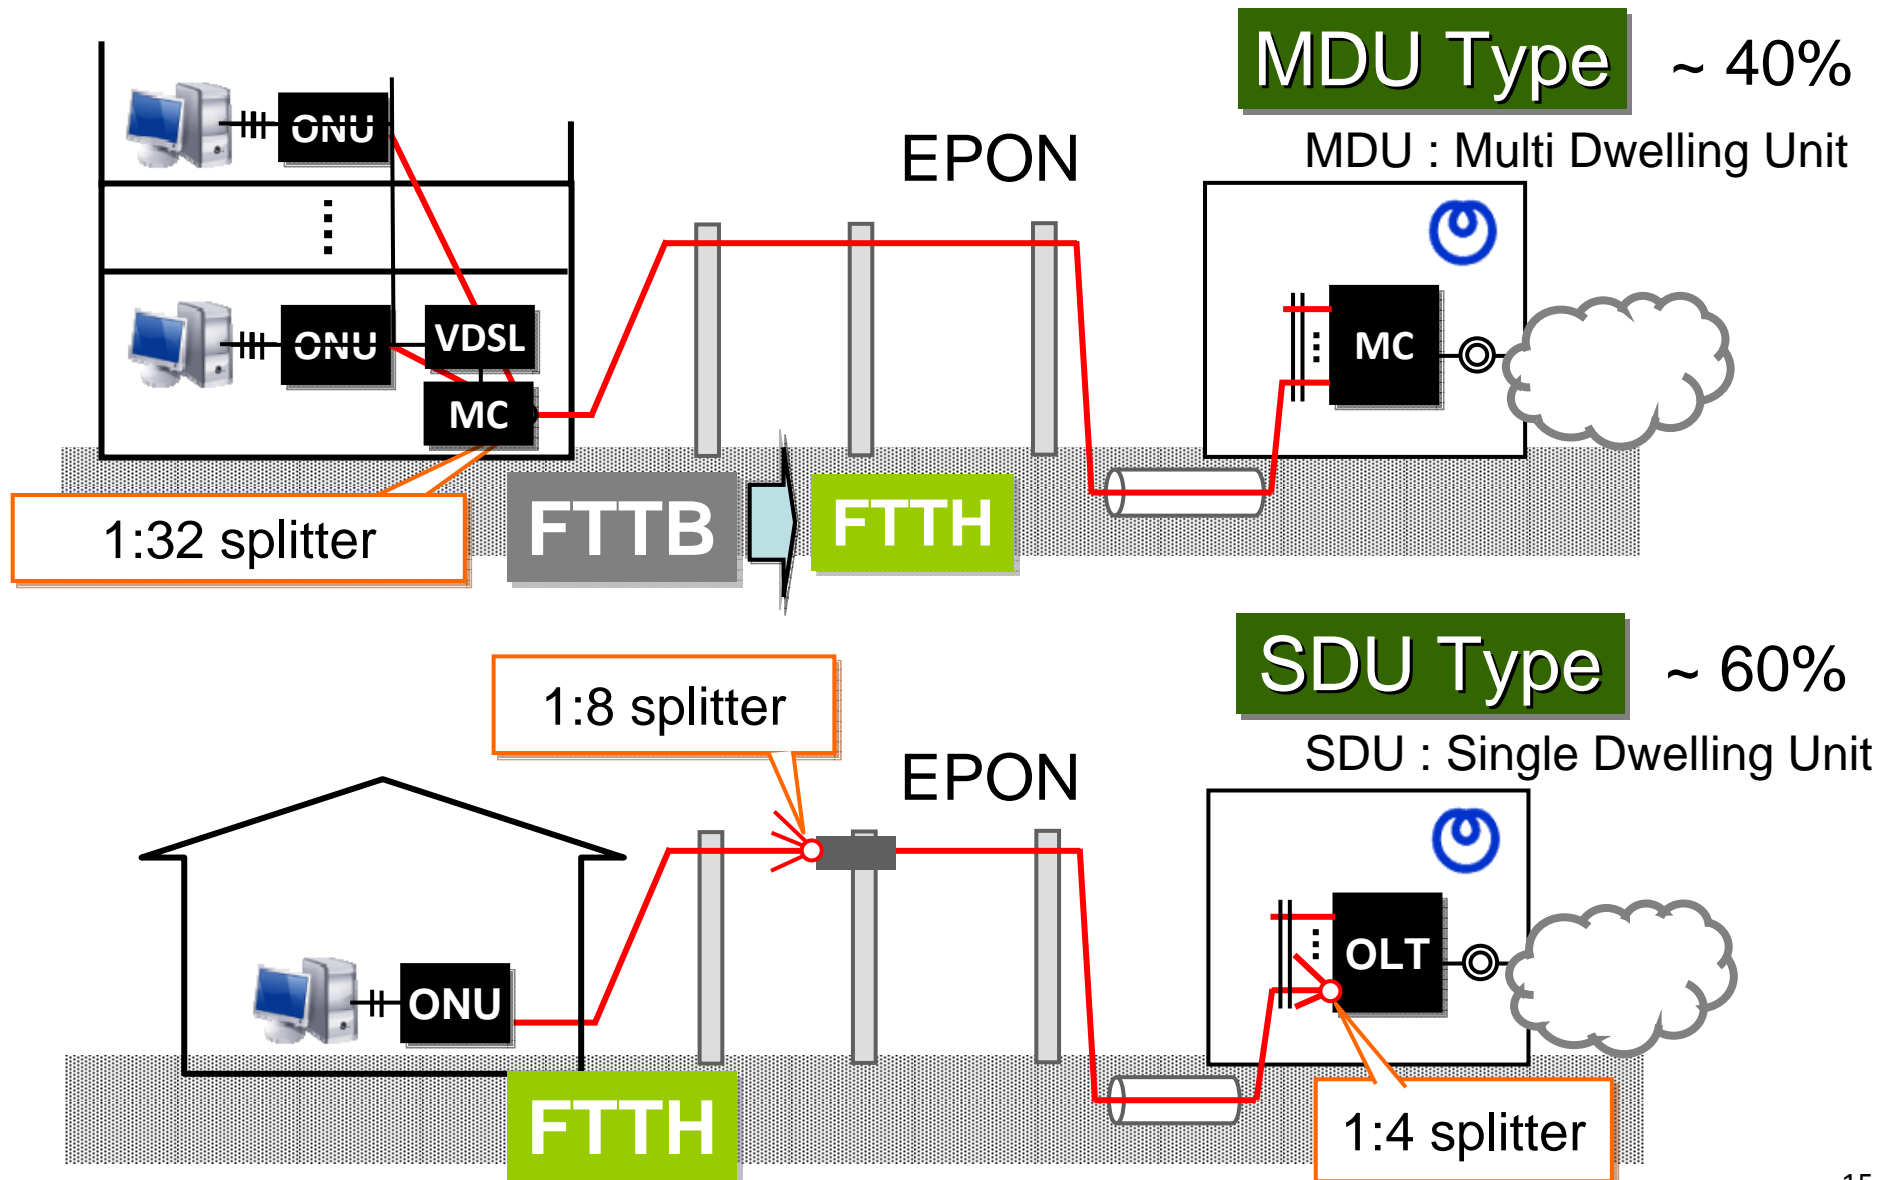 MDU Type ~ 40%
MDU : Multi Dwelling Unit
EPON
ONU
ONU
VDSL
MC
MC
1:32 splitter
FTTB
FTTH
SDU Type ~ 60%
SDU : Single Dwelling Unit
1:8 splitter
EPON
ONU
OLT
FTTH
1:4 splitter
15